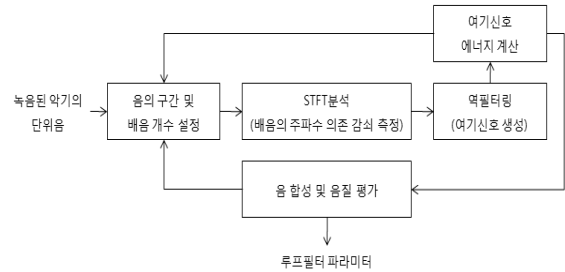 여기신호
에너지 계산
녹음된 악기의
단위음
음의 구간 및
배음 개수 설정
STFT분석
(배음의 주파수 의존 감쇠 측정)
역필터링
(여기신호 생성)
음 합성 및 음질 평가
루프필터 파라미터